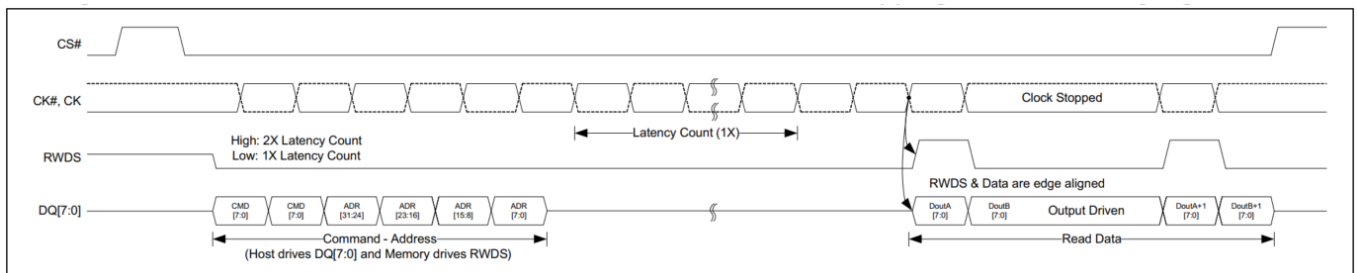 CS#
CK#, CK
Clock Stopped
Latency Count (1X)
High: 2X Latency Count
Low: 1X Latency Count
RWDS
RWDS & Data are edge aligned
DQ[7:0]
CMD [7:0]
CMD [7:0]
ADR [31:24]
ADR [23:16]
ADR [15:8]
ADR [7:0]
DoutA [7:0]
DoutB [7:0]
Output Driven
DoutA+1 [7:0]
DoutB+1 [7:0]
Command - Address
(Host drives DQ[7:0] and Memory drives RWDS)
Read Data